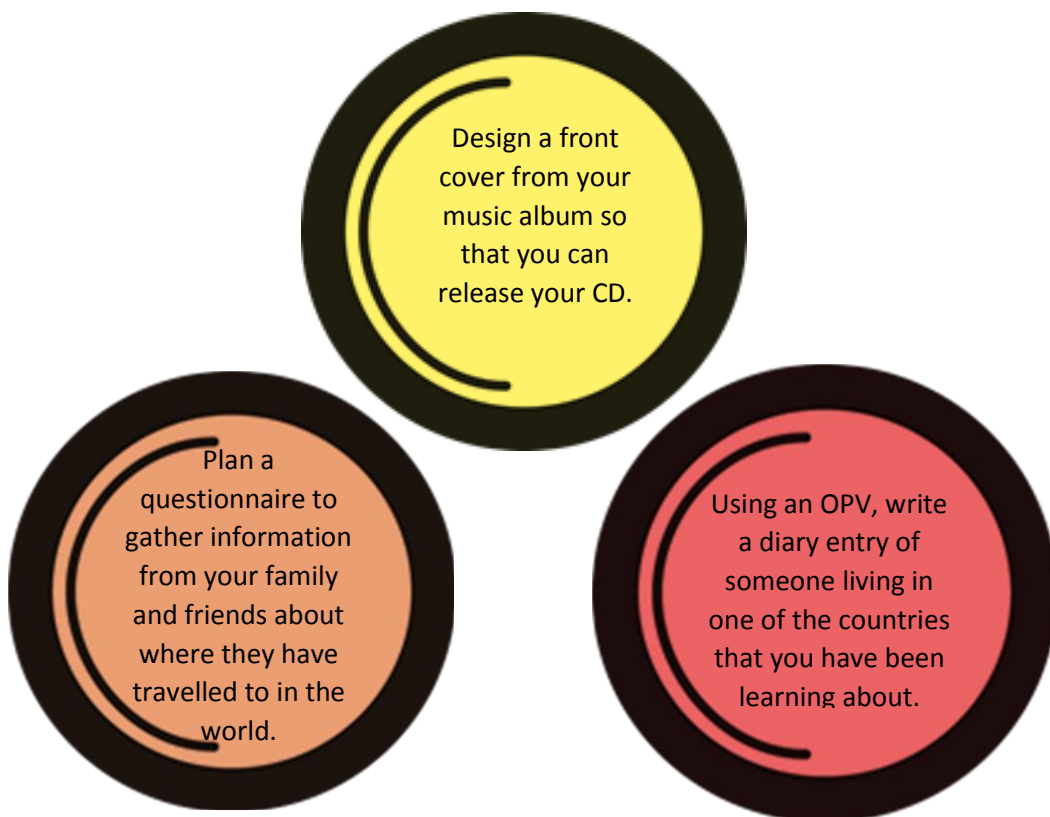 Design a front
cover from your
music album so
that you can
release your CD.
Plan a
questionnaire to
gather information
from your family
and friends about
where they have
travelled to in the
world.
Using an OPV, write
a diary entry of
someone living in
one of the countries
that you have been
learning about.